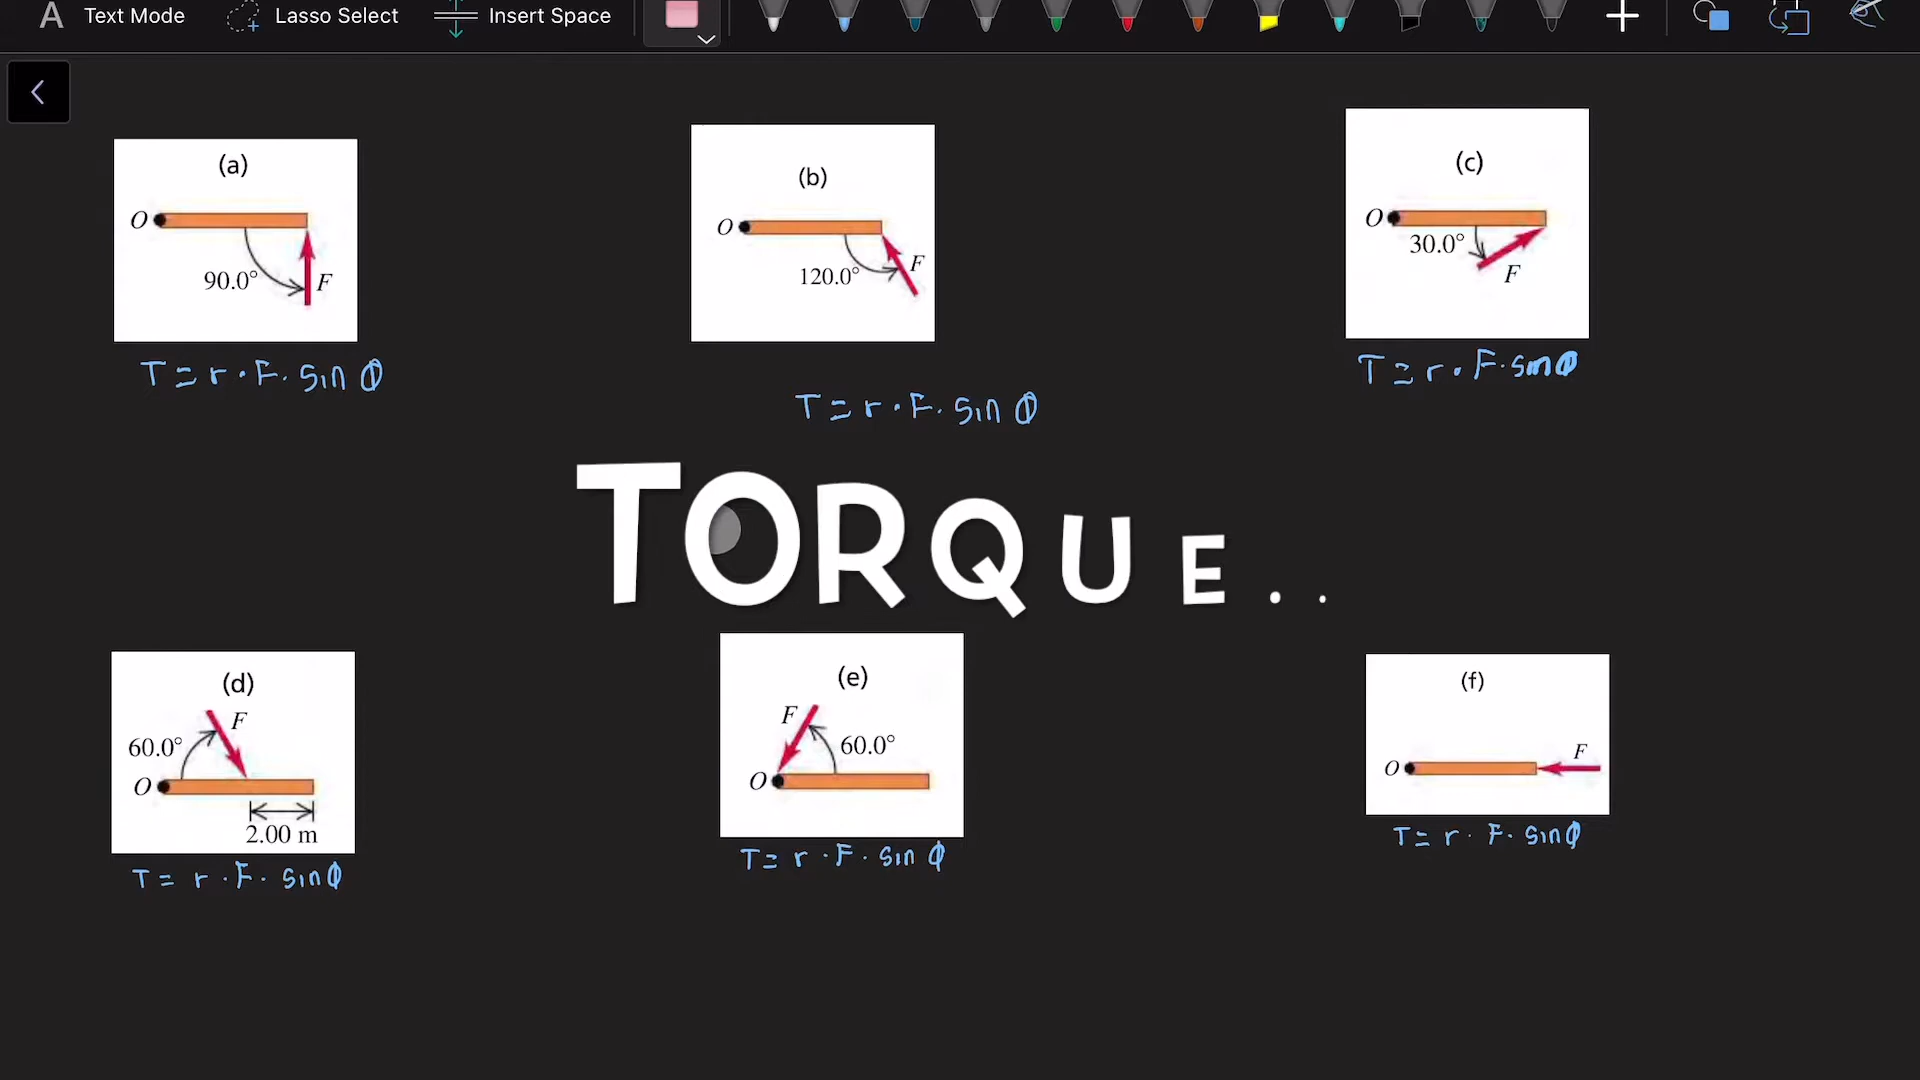 A Text Mode Lasso Select Insert Space
(a)
O
90.0°
F
T = r · F · sin φ
(b)
O
120.0°
F
T = r · F · sin φ
(c)
O
30.0°
F
T = r · F · sin φ
TORQUE..
(d)
F
60.0°
O
2.00 m
T = r · F · sin φ
(e)
F
60.0°
O
T = r · F · sin φ
(f)
F
O
T = r · F · sin φ